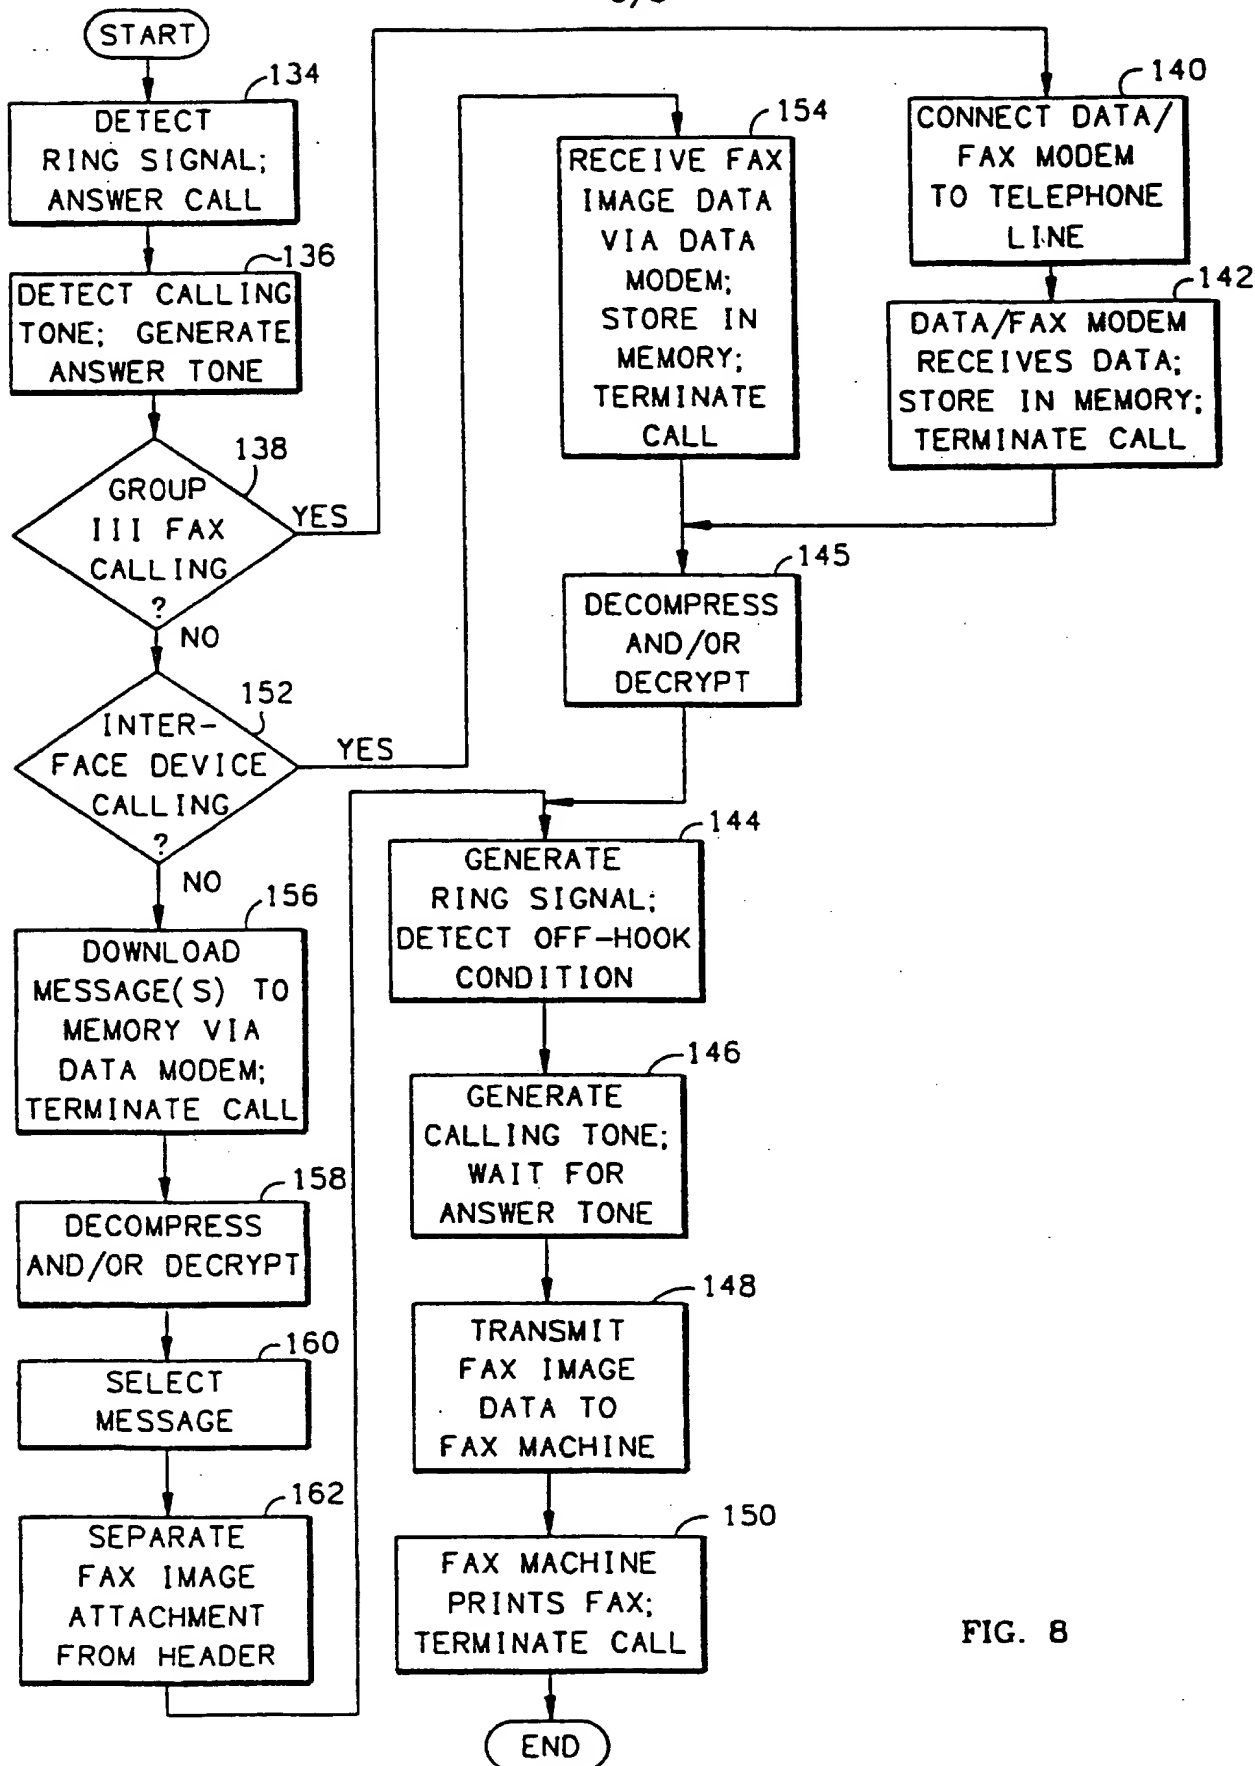 START
134
DETECT
RING SIGNAL;
ANSWER CALL
136
DETECT CALLING
TONE; GENERATE
ANSWER TONE
138
GROUP
III FAX
CALLING
?
YES
NO
152
INTER-
FACE DEVICE
CALLING
?
YES
NO
156
DOWNLOAD
MESSAGE(S) TO
MEMORY VIA
DATA MODEM;
TERMINATE CALL
158
DECOMPRESS
AND/OR DECRYPT
160
SELECT
MESSAGE
162
SEPARATE
FAX IMAGE
ATTACHMENT
FROM HEADER
154
RECEIVE FAX
IMAGE DATA
VIA DATA
MODEM;
STORE IN
MEMORY;
TERMINATE
CALL
140
CONNECT DATA/
FAX MODEM
TO TELEPHONE
LINE
142
DATA/FAX MODEM
RECEIVES DATA;
STORE IN MEMORY;
TERMINATE CALL
145
DECOMPRESS
AND/OR
DECRYPT
144
GENERATE
RING SIGNAL;
DETECT OFF-HOOK
CONDITION
146
GENERATE
CALLING TONE;
WAIT FOR
ANSWER TONE
148
TRANSMIT
FAX IMAGE
DATA TO
FAX MACHINE
150
FAX MACHINE
PRINTS FAX;
TERMINATE CALL
END
FIG. 8